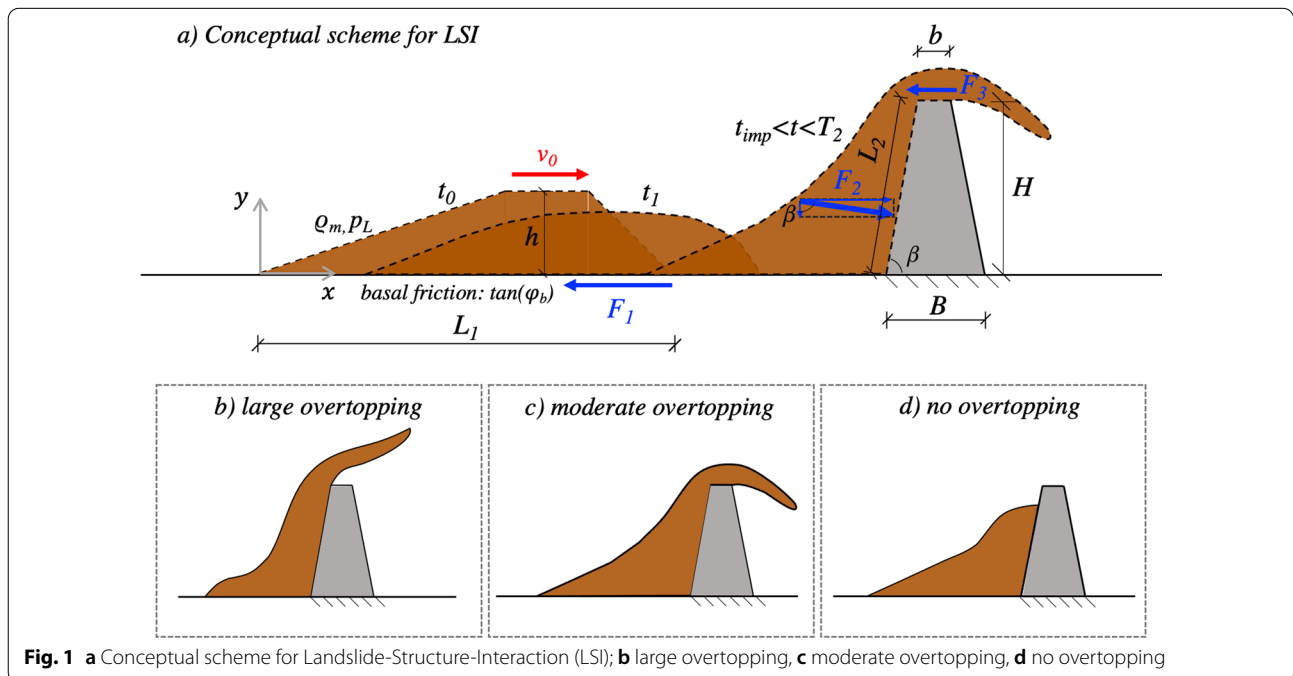 a) Conceptual scheme for LSI
b
F₃
t_imp<t<T₂
v₀
L₂
t₀
t₁
F₂
H
y
ϱₘ,p_L
h
β
β
x
basal friction: tan(φ_b)
F₁
B
L₁
b) large overtopping
c) moderate overtopping
d) no overtopping
Fig. 1 a Conceptual scheme for Landslide-Structure-Interaction (LSI); b large overtopping, c moderate overtopping, d no overtopping